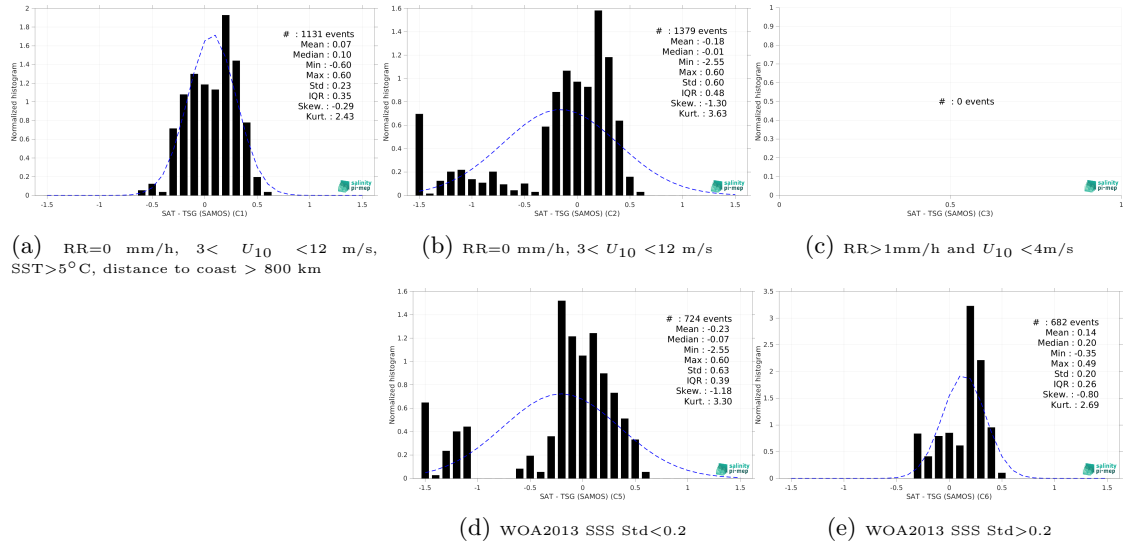 2
1.8
1.6
1.4
1.2
1
0.8
0.6
0.4
0.2
0
Normalized histogram
# : 1131 events
Mean : 0.07
Median : 0.10
Min : -0.60
Max : 0.60
Std : 0.23
IQR : 0.35
Skew. : -0.29
Kurt. : 2.43
salinity
pi-mep
-1.5 -1 -0.5 0 0.5 1 1.5
SAT - TSG (SAMOS) (C1)
(a) RR=0 mm/h, 3< U10 <12 m/s,
SST>5°C, distance to coast > 800 km
1.6
1.4
1.2
1
0.8
0.6
0.4
0.2
0
Normalized histogram
# : 1379 events
Mean : -0.18
Median : -0.01
Min : -2.55
Max : 0.60
Std : 0.60
IQR : 0.48
Skew. : -1.30
Kurt. : 3.63
salinity
pi-mep
-1.5 -1 -0.5 0 0.5 1 1.5
SAT - TSG (SAMOS) (C2)
(b) RR=0 mm/h, 3< U10 <12 m/s
1
0.9
0.8
0.7
0.6
0.5
0.4
0.3
0.2
0.1
0
Normalized histogram
# : 0 events
salinity
pi-mep
0 0.5 1
SAT - TSG (SAMOS) (C3)
(c) RR>1mm/h and U10 <4m/s
1.6
1.4
1.2
1
0.8
0.6
0.4
0.2
0
Normalized histogram
# : 724 events
Mean : -0.23
Median : -0.07
Min : -2.55
Max : 0.60
Std : 0.63
IQR : 0.39
Skew. : -1.18
Kurt. : 3.30
salinity
pi-mep
-1.5 -1 -0.5 0 0.5 1 1.5
SAT - TSG (SAMOS) (C5)
(d) WOA2013 SSS Std<0.2
3.5
3
2.5
2
1.5
1
0.5
0
Normalized histogram
# : 682 events
Mean : 0.14
Median : 0.20
Min : -0.35
Max : 0.49
Std : 0.20
IQR : 0.26
Skew. : -0.80
Kurt. : 2.69
salinity
pi-mep
-1.5 -1 -0.5 0 0.5 1 1.5
SAT - TSG (SAMOS) (C6)
(e) WOA2013 SSS Std>0.2